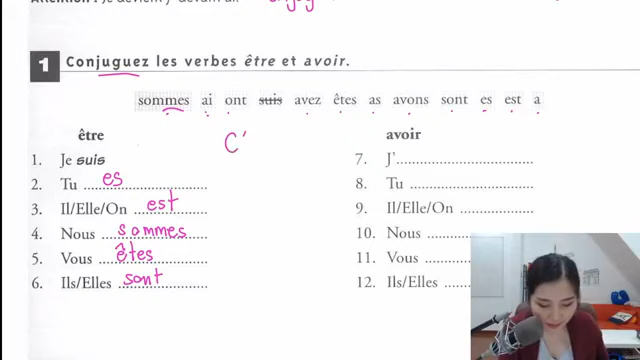 1 Conjuguez les verbes être et avoir.
sommes ai ont suis avez êtes as avons sont es est a
être
C'
avoir
1. Je suis
7. J'
2. Tu es
8. Tu
3. Il/Elle/On est
9. Il/Elle/On
4. Nous sommes
10. Nous
5. Vous êtes
11. Vous
6. Ils/Elles sont
12. Ils/Elles